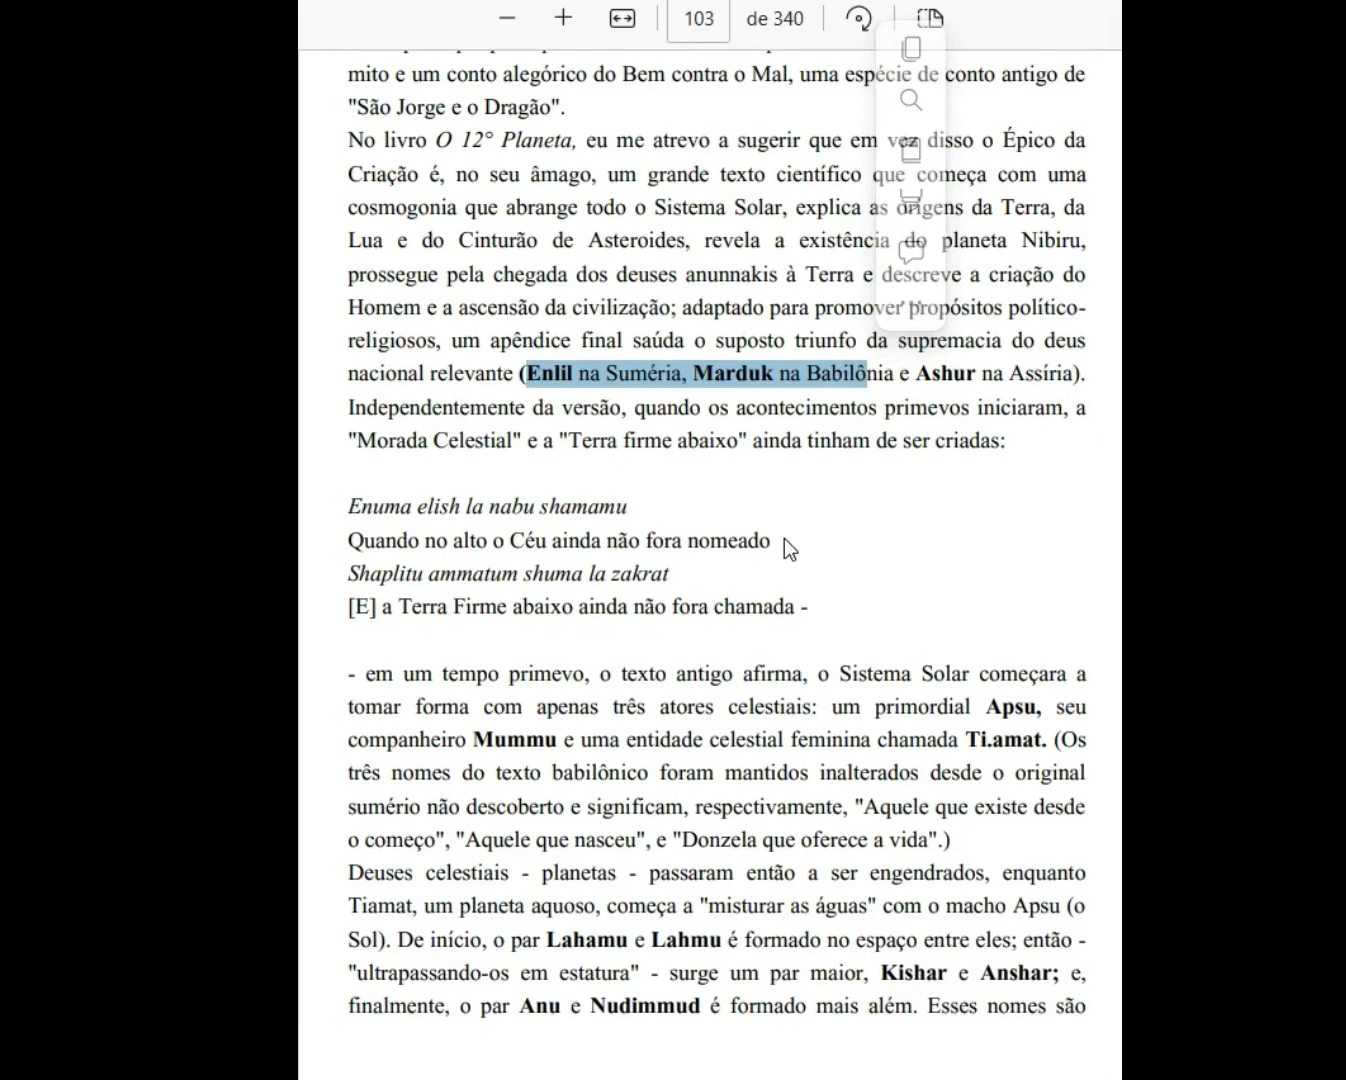 103 de 340
mito e um conto alegórico do Bem contra o Mal, uma espécie de conto antigo de
"São Jorge e o Dragão".
No livro O 12° Planeta, eu me atrevo a sugerir que em vez disso o Épico da
Criação é, no seu âmago, um grande texto científico que começa com uma
cosmogonia que abrange todo o Sistema Solar, explica as origens da Terra, da
Lua e do Cinturão de Asteroides, revela a existência do planeta Nibiru,
prossegue pela chegada dos deuses anunnakis à Terra e descreve a criação do
Homem e a ascensão da civilização; adaptado para promover propósitos político-
religiosos, um apêndice final saúda o suposto triunfo da supremacia do deus
nacional relevante (Enlil na Suméria, Marduk na Babilônia e Ashur na Assíria).
Independentemente da versão, quando os acontecimentos primevos iniciaram, a
"Morada Celestial" e a "Terra firme abaixo" ainda tinham de ser criadas:
Enuma elish la nabu shamamu
Quando no alto o Céu ainda não fora nomeado
Shaplitu ammatum shuma la zakrat
[E] a Terra Firme abaixo ainda não fora chamada -
- em um tempo primevo, o texto antigo afirma, o Sistema Solar começara a
tomar forma com apenas três atores celestiais: um primordial Apsu, seu
companheiro Mummu e uma entidade celestial feminina chamada Ti.amat. (Os
três nomes do texto babilônico foram mantidos inalterados desde o original
sumério não descoberto e significam, respectivamente, "Aquele que existe desde
o começo", "Aquele que nasceu", e "Donzela que oferece a vida".)
Deuses celestiais - planetas - passaram então a ser engendrados, enquanto
Tiamat, um planeta aquoso, começa a "misturar as águas" com o macho Apsu (o
Sol). De início, o par Lahamu e Lahmu é formado no espaço entre eles; então -
"ultrapassando-os em estatura" - surge um par maior, Kishar e Anshar; e,
finalmente, o par Anu e Nudimmud é formado mais além. Esses nomes são